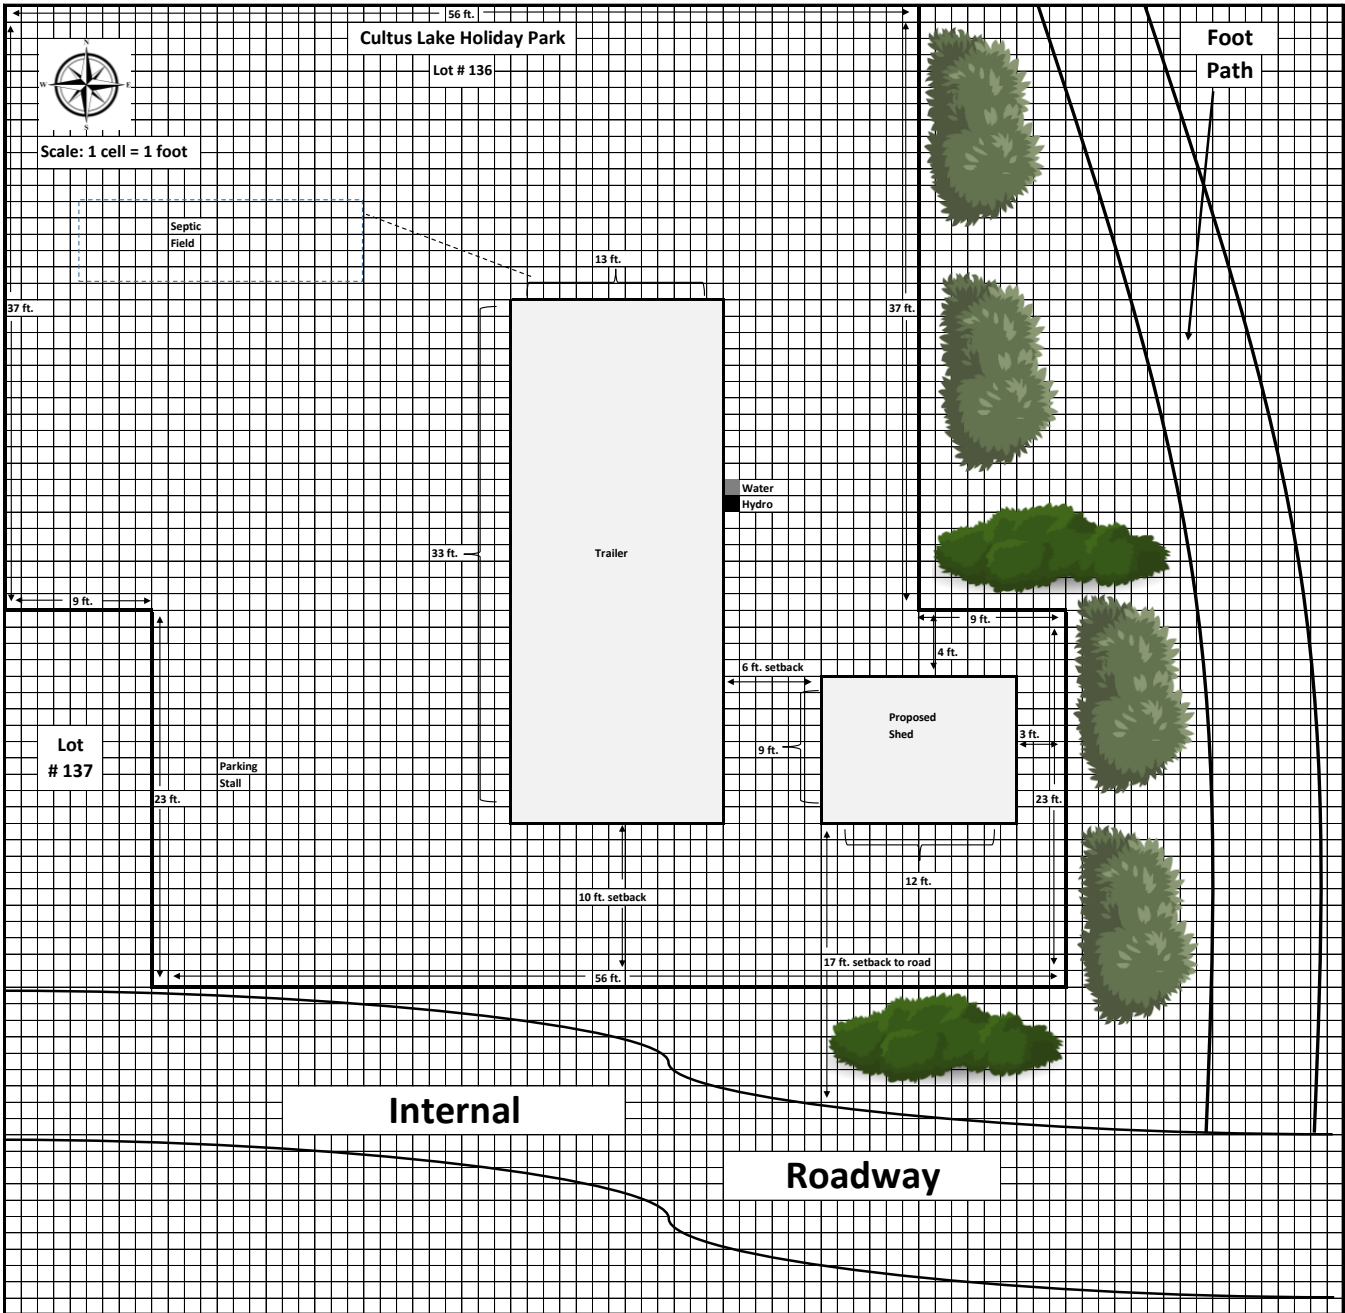 56 ft.
Cultus Lake Holiday Park
Lot # 136
Foot
Path
N
W
E
S
Scale: 1 cell = 1 foot
Septic
Field
13 ft.
37 ft.
37 ft.
Water
Hydro
33 ft.
Trailer
9 ft.
9 ft.
4 ft.
6 ft. setback
Proposed
Shed
3 ft.
9 ft.
Lot
# 137
Parking
Stall
23 ft.
23 ft.
12 ft.
10 ft. setback
17 ft. setback to road
56 ft.
Internal
Roadway